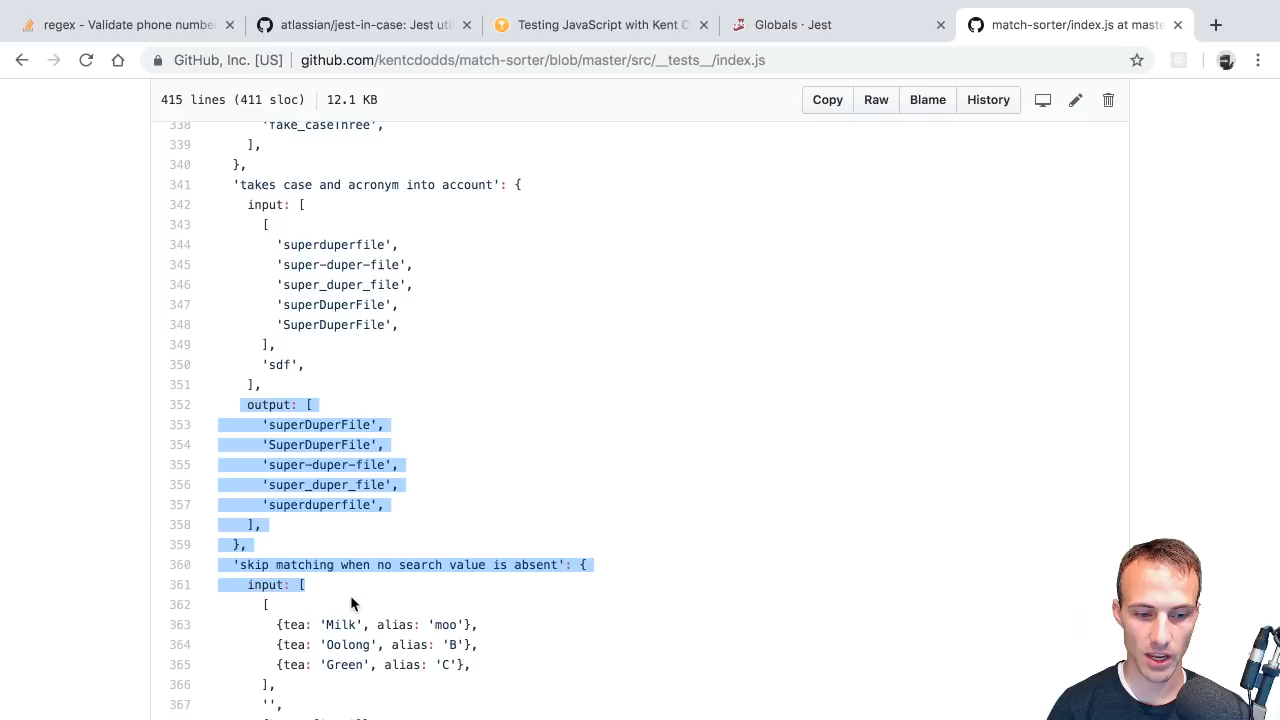 regex - Validate phone number
atlassian/jest-in-case: Jest uti
Testing JavaScript with Kent C
Globals · Jest
match-sorter/index.js at maste
GitHub, Inc. [US]
github.com/kentcdodds/match-sorter/blob/master/src/__tests__/index.js
415 lines (411 sloc)
12.1 KB
Copy
Raw
Blame
History
338 'fake_caseThree',
339 ],
340 },
341 'takes case and acronym into account': {
342 input: [
343 [
344 'superduperfile',
345 'super-duper-file',
346 'super_duper_file',
347 'superDuperFile',
348 'SuperDuperFile',
349 ],
350 'sdf',
351 ],
352 output: [
353 'superDuperFile',
354 'SuperDuperFile',
355 'super-duper-file',
356 'super_duper_file',
357 'superduperfile',
358 ],
359 },
360 'skip matching when no search value is absent': {
361 input: [
362 [
363 {tea: 'Milk', alias: 'moo'},
364 {tea: 'Oolong', alias: 'B'},
365 {tea: 'Green', alias: 'C'},
366 ],
367 '',